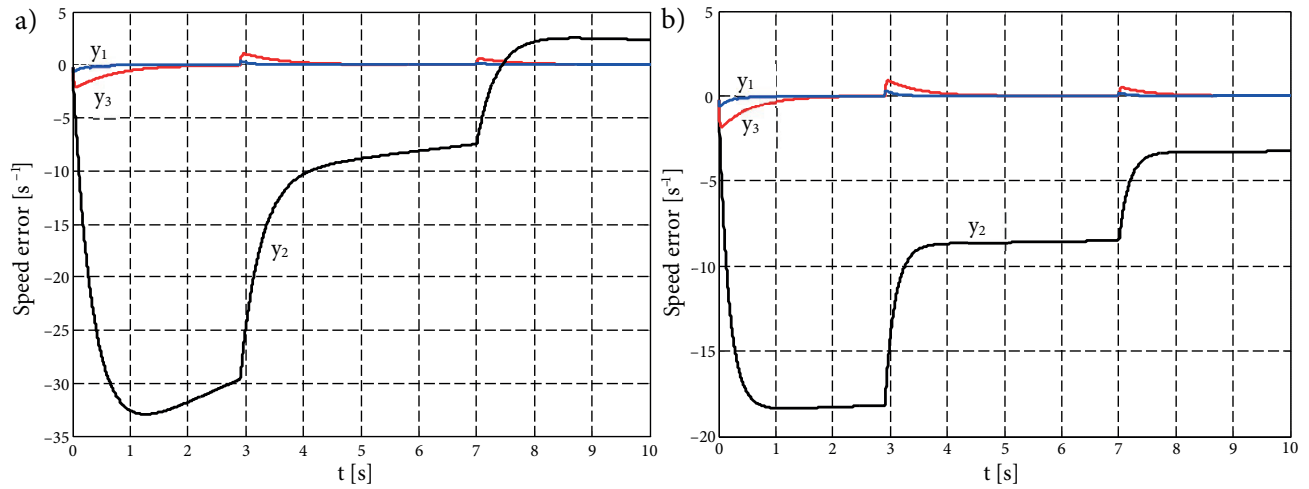 a)
5
0
−5
−10
−15
−20
−25
−30
−35
Speed error [s⁻¹]
y₁
y₃
y₂
0 1 2 3 4 5 6 7 8 9 10
t [s]
b)
5
0
−5
−10
−15
−20
Speed error [s⁻¹]
y₁
y₃
y₂
0 1 2 3 4 5 6 7 8 9 10
t [s]